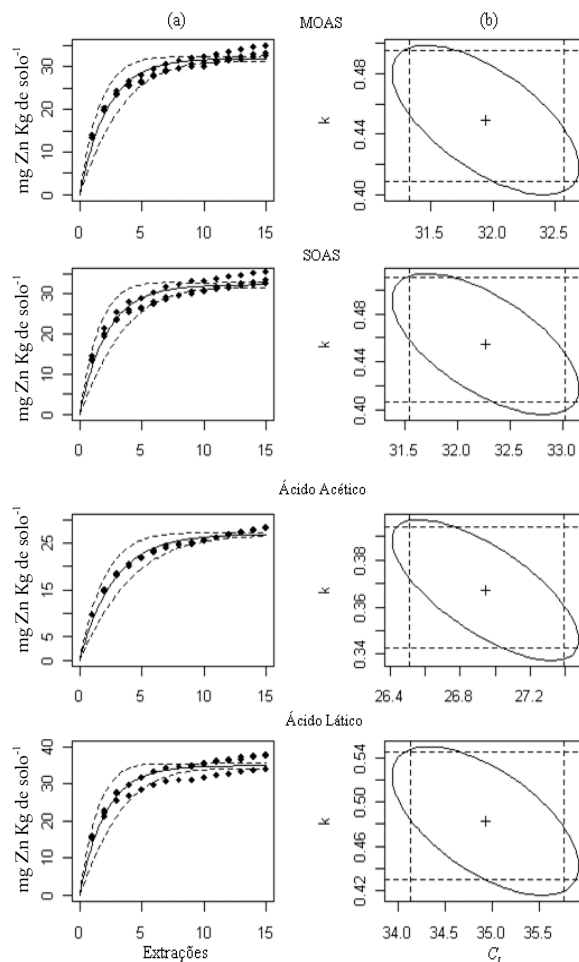 (a)
(b)
MOAS
mg Zn Kg de solo-1
0 10 20 30
0 5 10 15
k
0.40 0.44 0.48
31.5 32.0 32.5
SOAS
mg Zn Kg de solo-1
0 10 20 30
0 5 10 15
k
0.40 0.44 0.48
31.5 32.0 32.5 33.0
Ácido Acético
mg Zn Kg de solo-1
0 5 15 25
0 5 10 15
k
0.34 0.36 0.38
26.4 26.8 27.2
Ácido Lático
mg Zn Kg de solo-1
0 10 20 30 40
0 5 10 15
Extrações
k
0.42 0.46 0.50 0.54
34.0 34.5 35.0 35.5